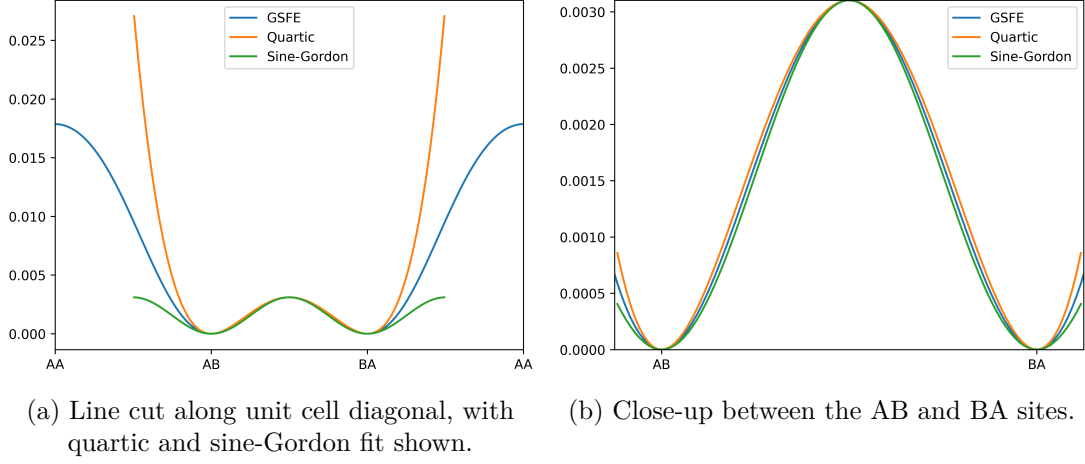 GSFE
Quartic
Sine-Gordon
0.025
0.020
0.015
0.010
0.005
0.000
AA
AB
BA
AA
GSFE
Quartic
Sine-Gordon
0.0030
0.0025
0.0020
0.0015
0.0010
0.0005
0.0000
AB
BA
(a) Line cut along unit cell diagonal, with
quartic and sine-Gordon fit shown.
(b) Close-up between the AB and BA sites.